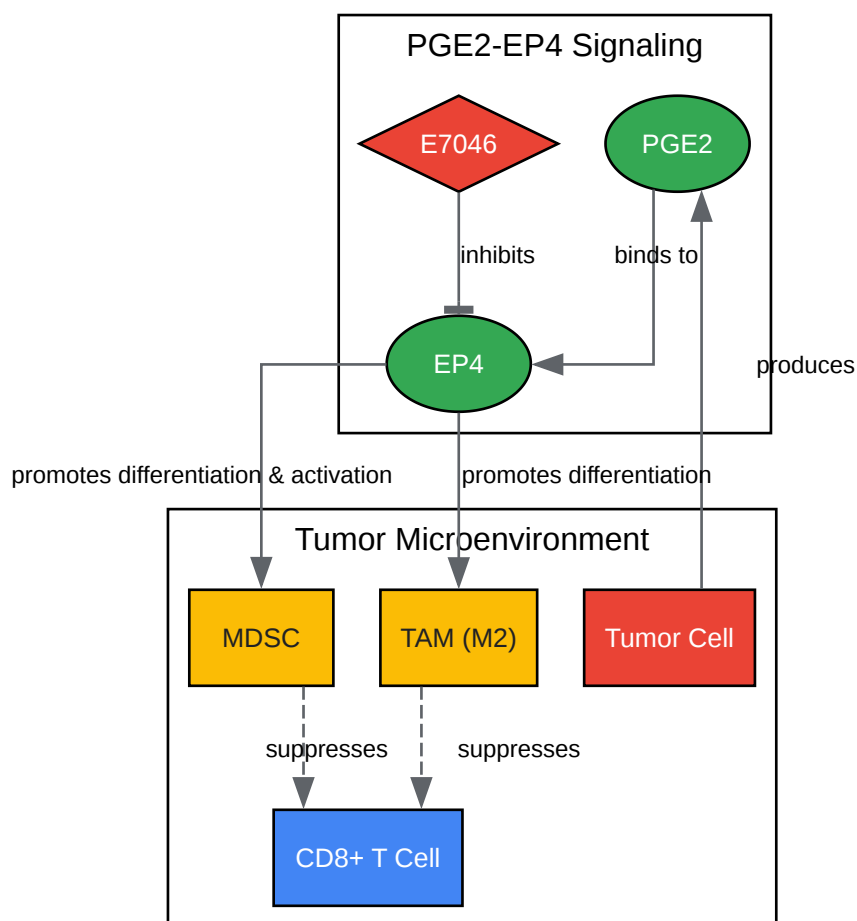 PGE2-EP4 Signaling
E7046
PGE2
inhibits
binds to
EP4
produces
promotes differentiation & activation
promotes differentiation
Tumor Microenvironment
MDSC
TAM (M2)
Tumor Cell
suppresses
suppresses
CD8+ T Cell